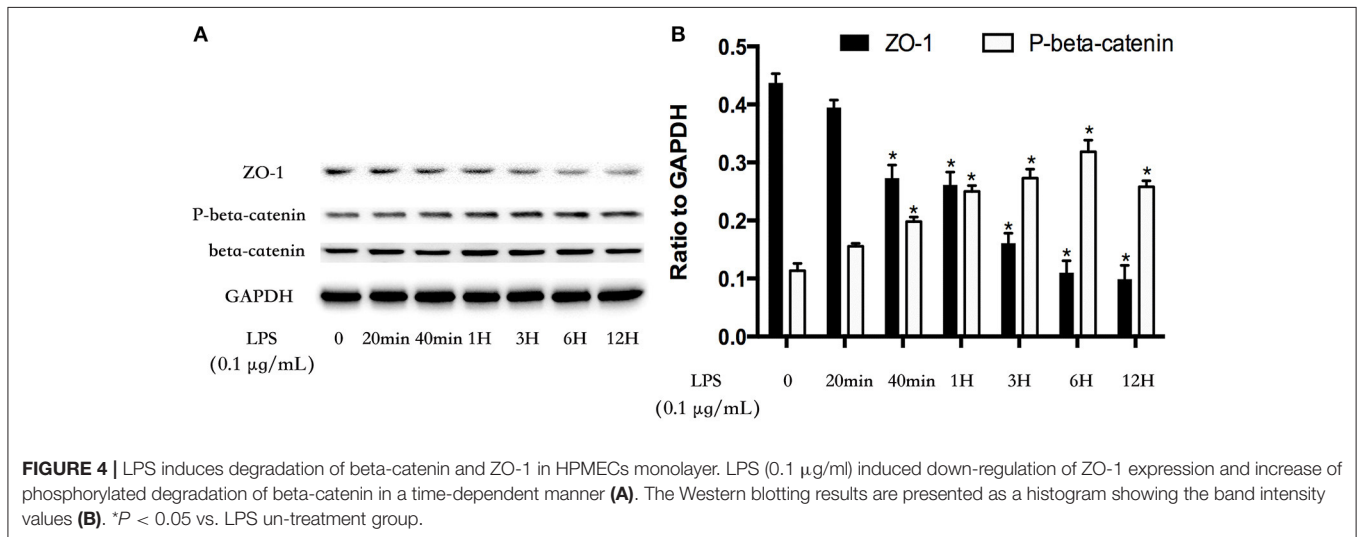 A
ZO-1
P-beta-catenin
beta-catenin
GAPDH
LPS 0 20min 40min 1H 3H 6H 12H
(0.1 µg/mL)
B
ZO-1 P-beta-catenin
Ratio to GAPDH
0.5
0.4
0.3
0.2
0.1
0.0
* * * * * * * * * *
LPS 0 20min 40min 1H 3H 6H 12H
(0.1 µg/mL)
FIGURE 4 | LPS induces degradation of beta-catenin and ZO-1 in HPMECs monolayer. LPS (0.1 µg/ml) induced down-regulation of ZO-1 expression and increase of
phosphorylated degradation of beta-catenin in a time-dependent manner (A). The Western blotting results are presented as a histogram showing the band intensity
values (B). *P < 0.05 vs. LPS un-treatment group.